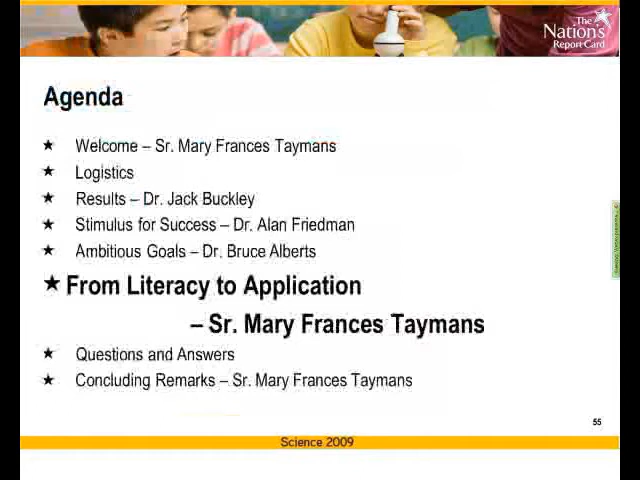 The
Nation's
Report Card
Agenda
★ Welcome – Sr. Mary Frances Taymans
★ Logistics
★ Results – Dr. Jack Buckley
★ Stimulus for Success – Dr. Alan Friedman
★ Ambitious Goals – Dr. Bruce Alberts
★ From Literacy to Application
– Sr. Mary Frances Taymans
★ Questions and Answers
★ Concluding Remarks – Sr. Mary Frances Taymans
55
Science 2009